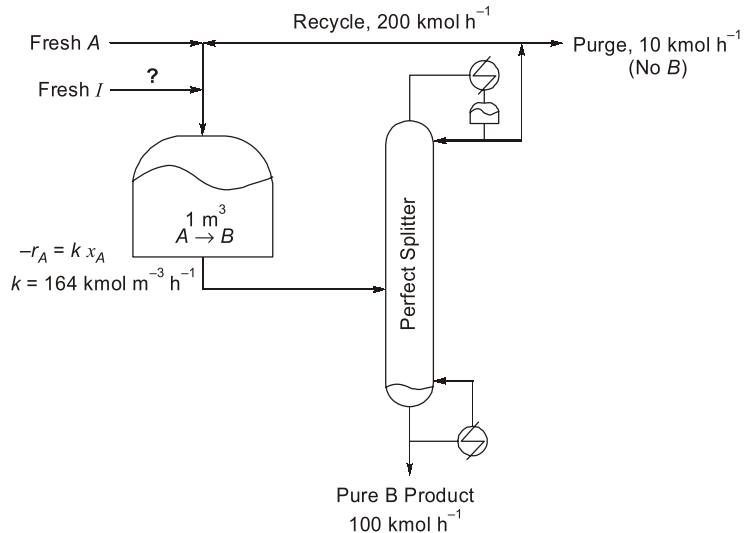 Recycle, 200 kmol h⁻¹
Fresh A
Purge, 10 kmol h⁻¹
(No B)
?
Fresh I
1 m³
A → B
–r_A = k x_A
k = 164 kmol m⁻³ h⁻¹
Perfect Splitter
Pure B Product
100 kmol h⁻¹